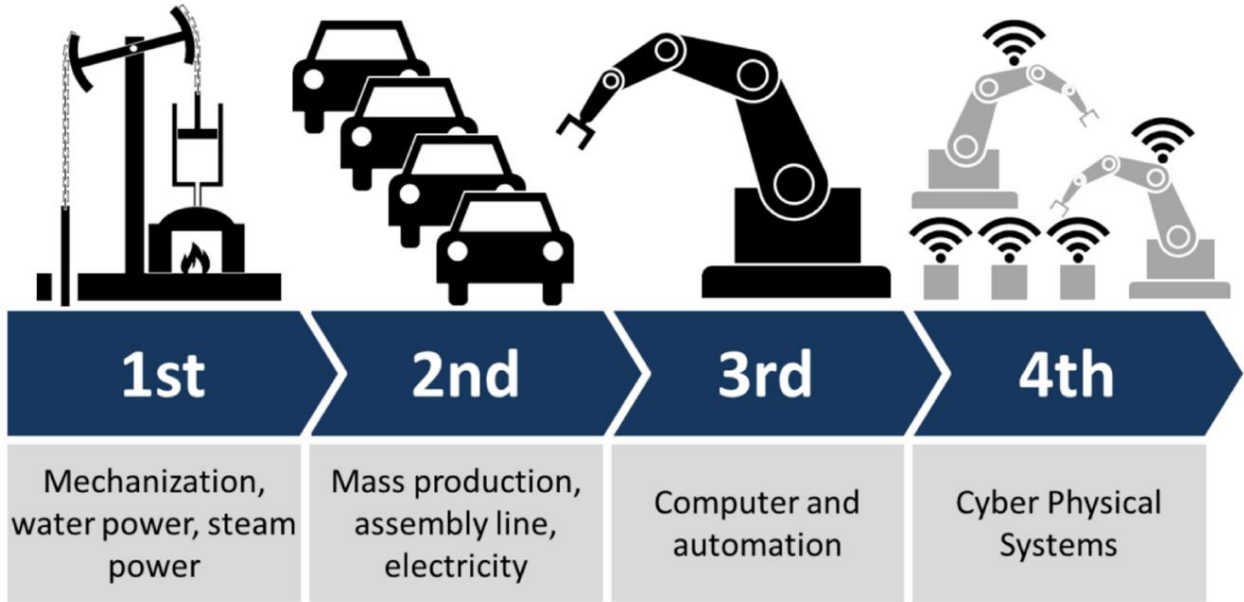 1st
2nd
3rd
4th
Mechanization,
water power, steam
power
Mass production,
assembly line,
electricity
Computer and
automation
Cyber Physical
Systems